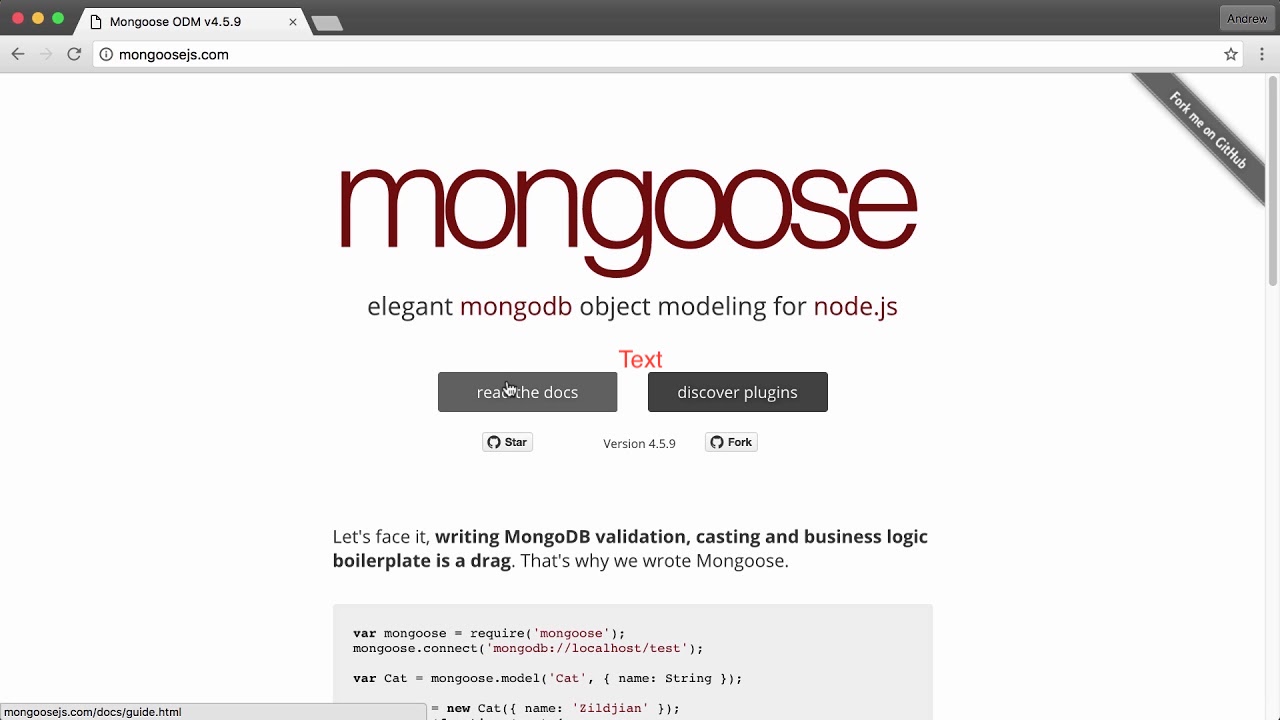 Mongoose ODM v4.5.9
Andrew
mongoosejs.com
Fork me on GitHub
mongoose
elegant mongodb object modeling for node.js
Text
read the docs
discover plugins
Star
Version 4.5.9
Fork
Let's face it, writing MongoDB validation, casting and business logic
boilerplate is a drag. That's why we wrote Mongoose.
var mongoose = require('mongoose');
mongoose.connect('mongodb://localhost/test');
var Cat = mongoose.model('Cat', { name: String });
= new Cat({ name: 'Zildjian' });
mongoosejs.com/docs/guide.html